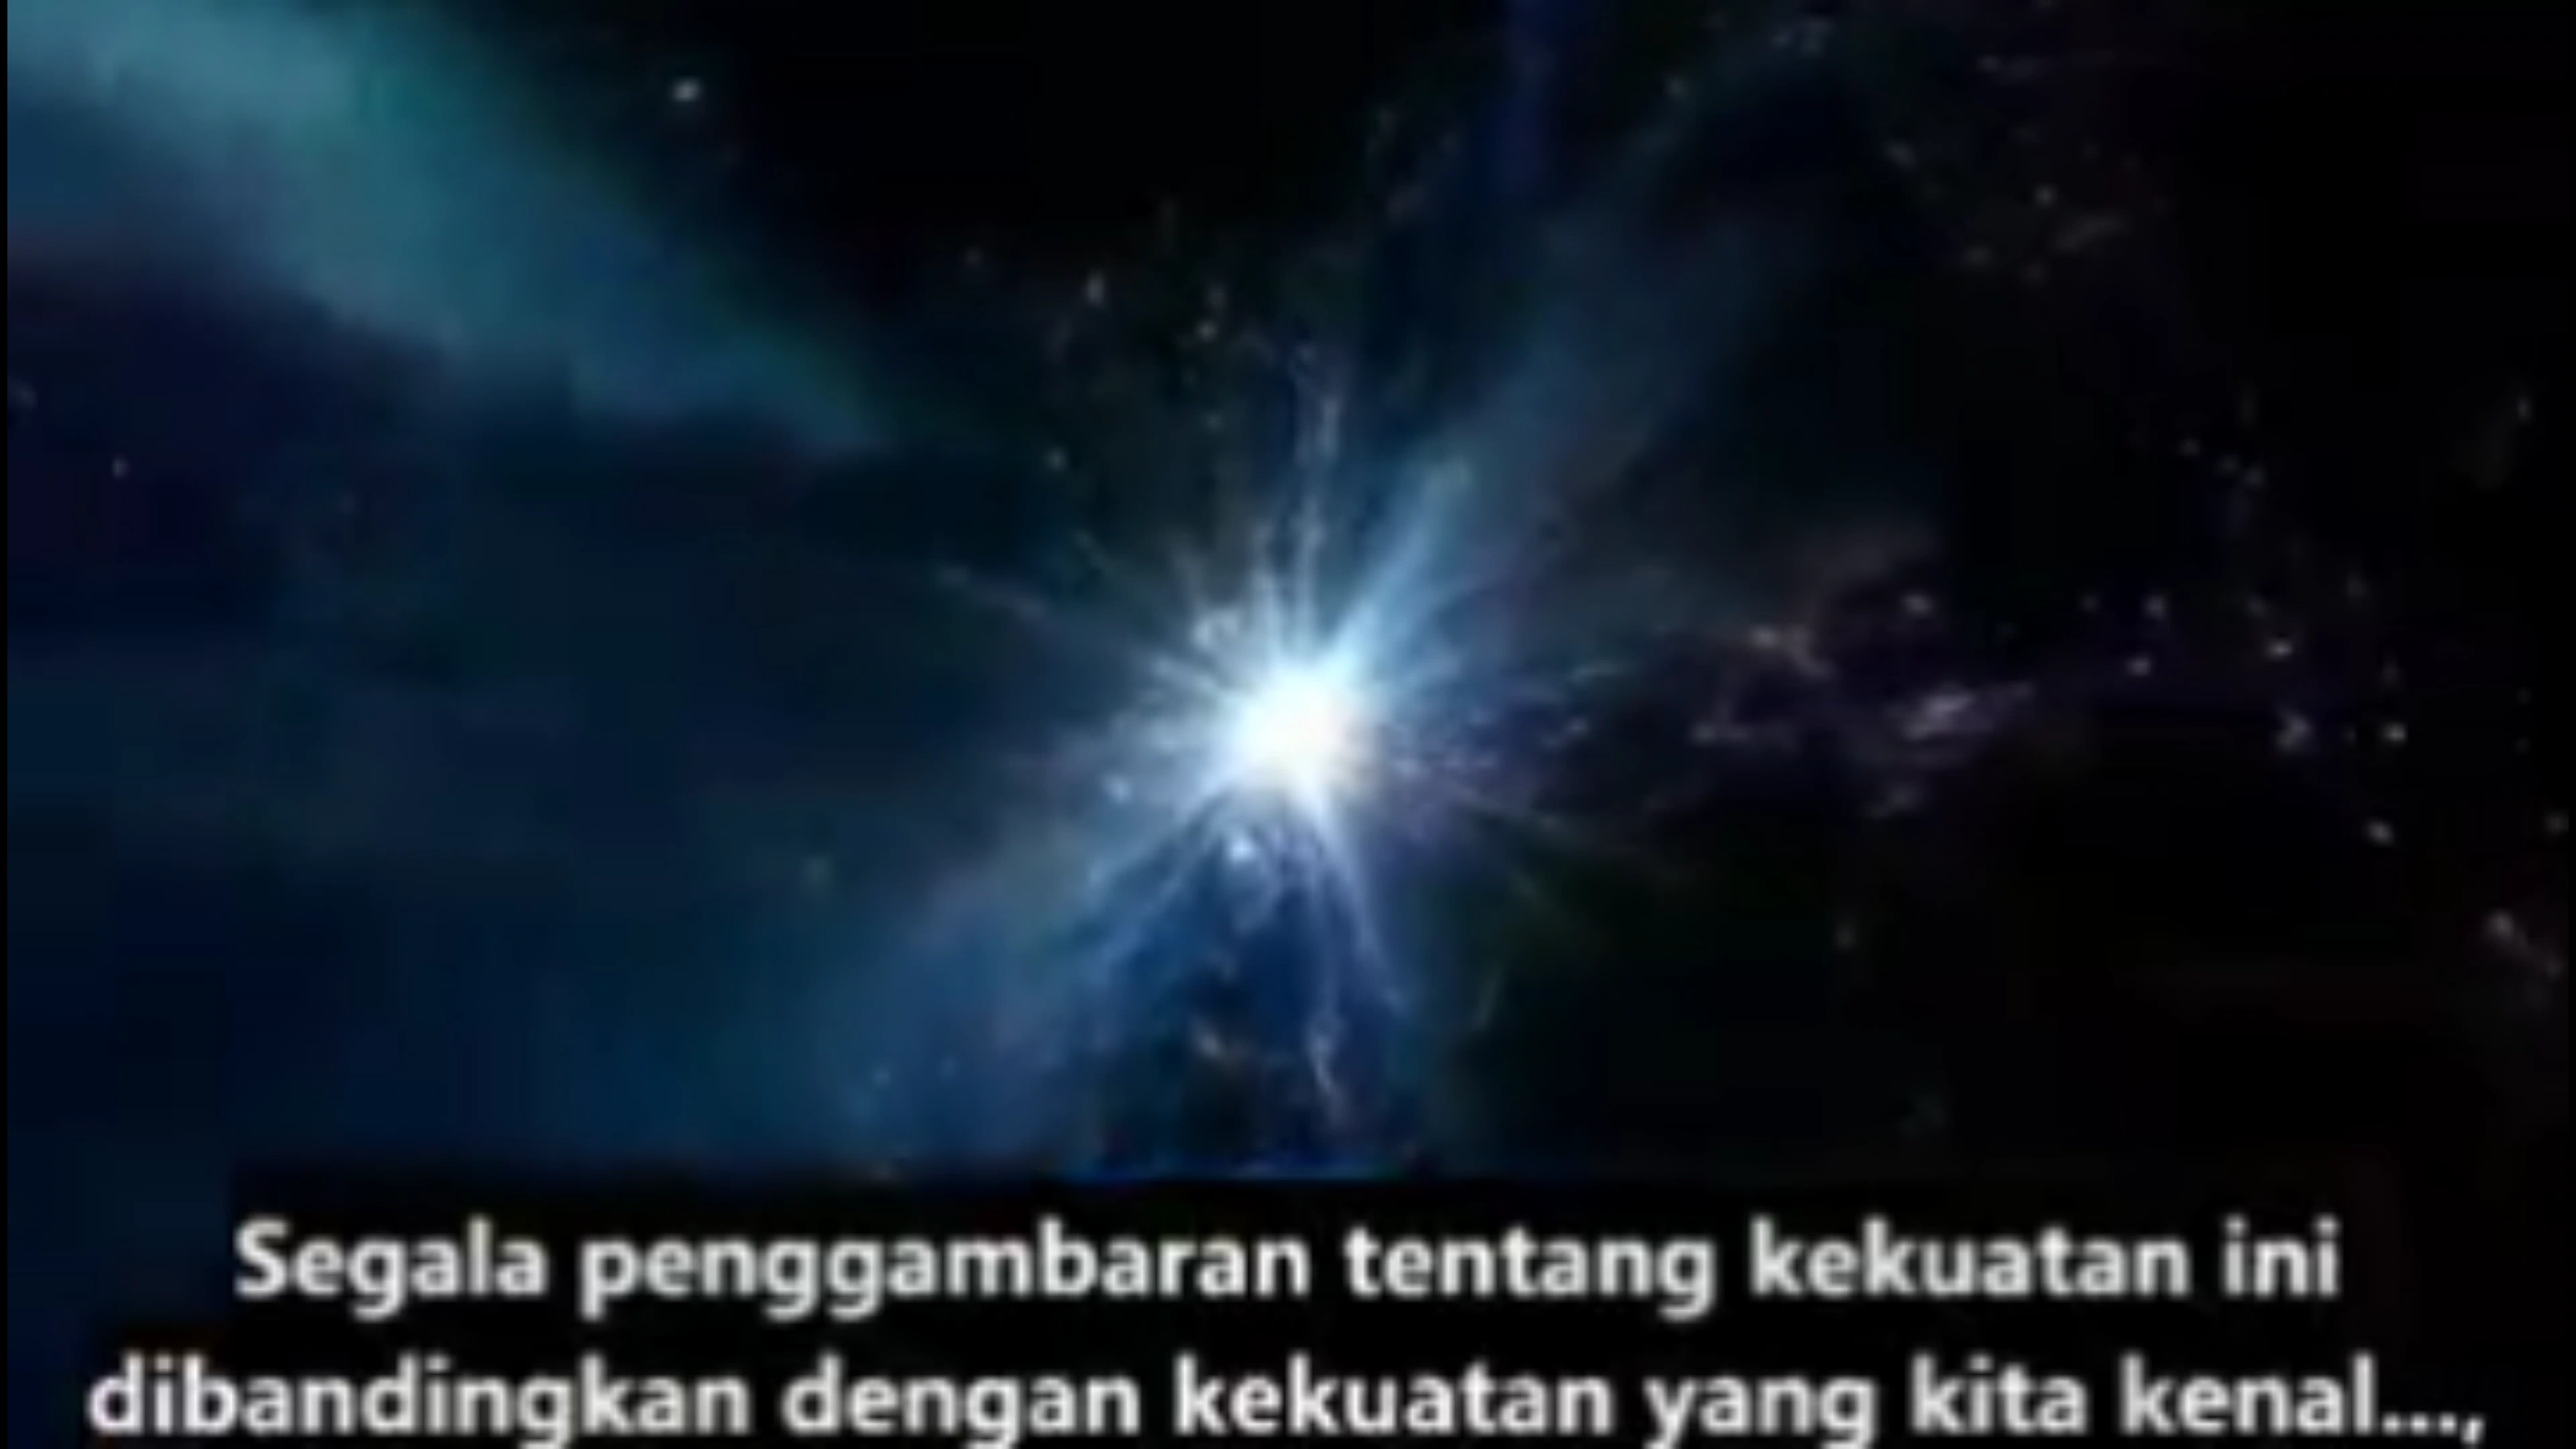 Segala penggambaran tentang kekuatan ini
dibandingkan dengan kekuatan yang kita kenal...,